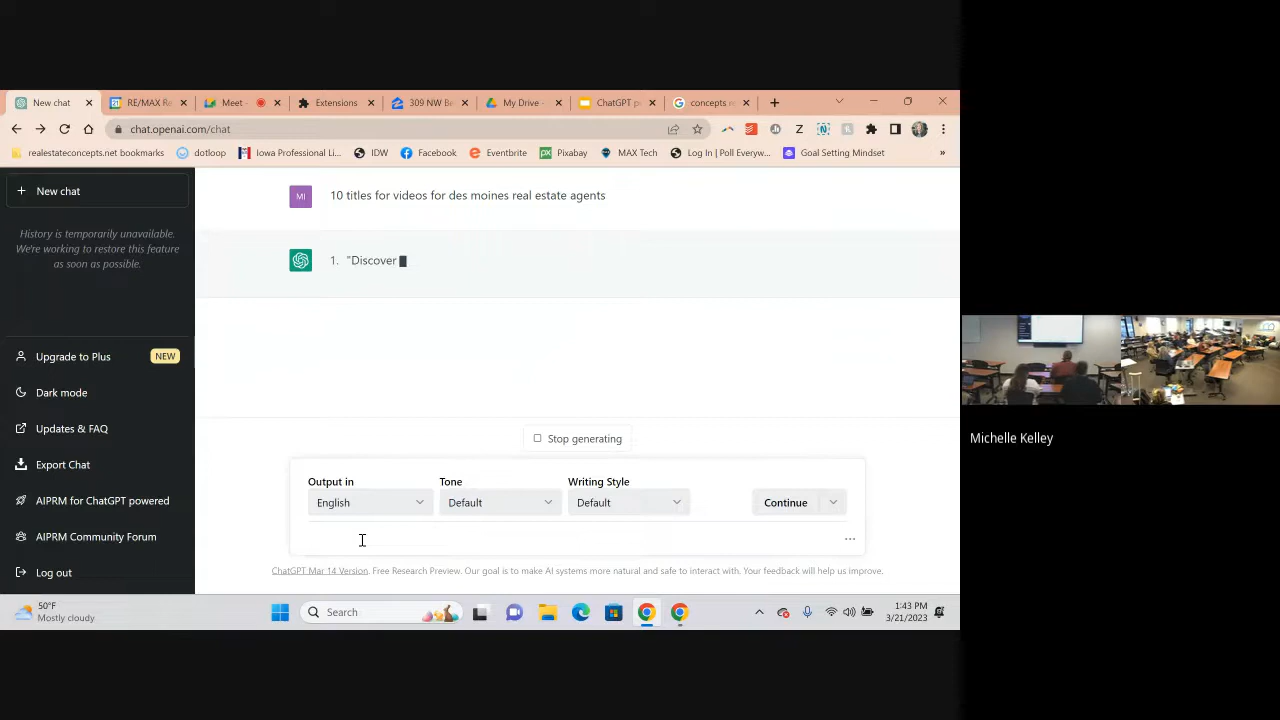 New chat
RE/MAX Re
Meet -
Extensions
309 NW Br
My Drive -
ChatGPT p
concepts r
chat.openai.com/chat
realestateconcepts.net bookmarks
dotloop
Iowa Professional Li...
IDW
Facebook
Eventbrite
px Pixabay
MAX Tech
Log In | Poll Everyw...
Goal Setting Mindset
»
+ New chat
History is temporarily unavailable.
We're working to restore this feature
as soon as possible.
Upgrade to Plus NEW
Dark mode
Updates & FAQ
Export Chat
AIPRM for ChatGPT powered
AIPRM Community Forum
Log out
MI 10 titles for videos for des moines real estate agents
1. "Discover
Stop generating
Output in Tone Writing Style
English Default Default Continue
...
ChatGPT Mar 14 Version. Free Research Preview. Our goal is to make AI systems more natural and safe to interact with. Your feedback will help us improve.
Michelle Kelley
50°F
Mostly cloudy
Search
1:43 PM
3/21/2023